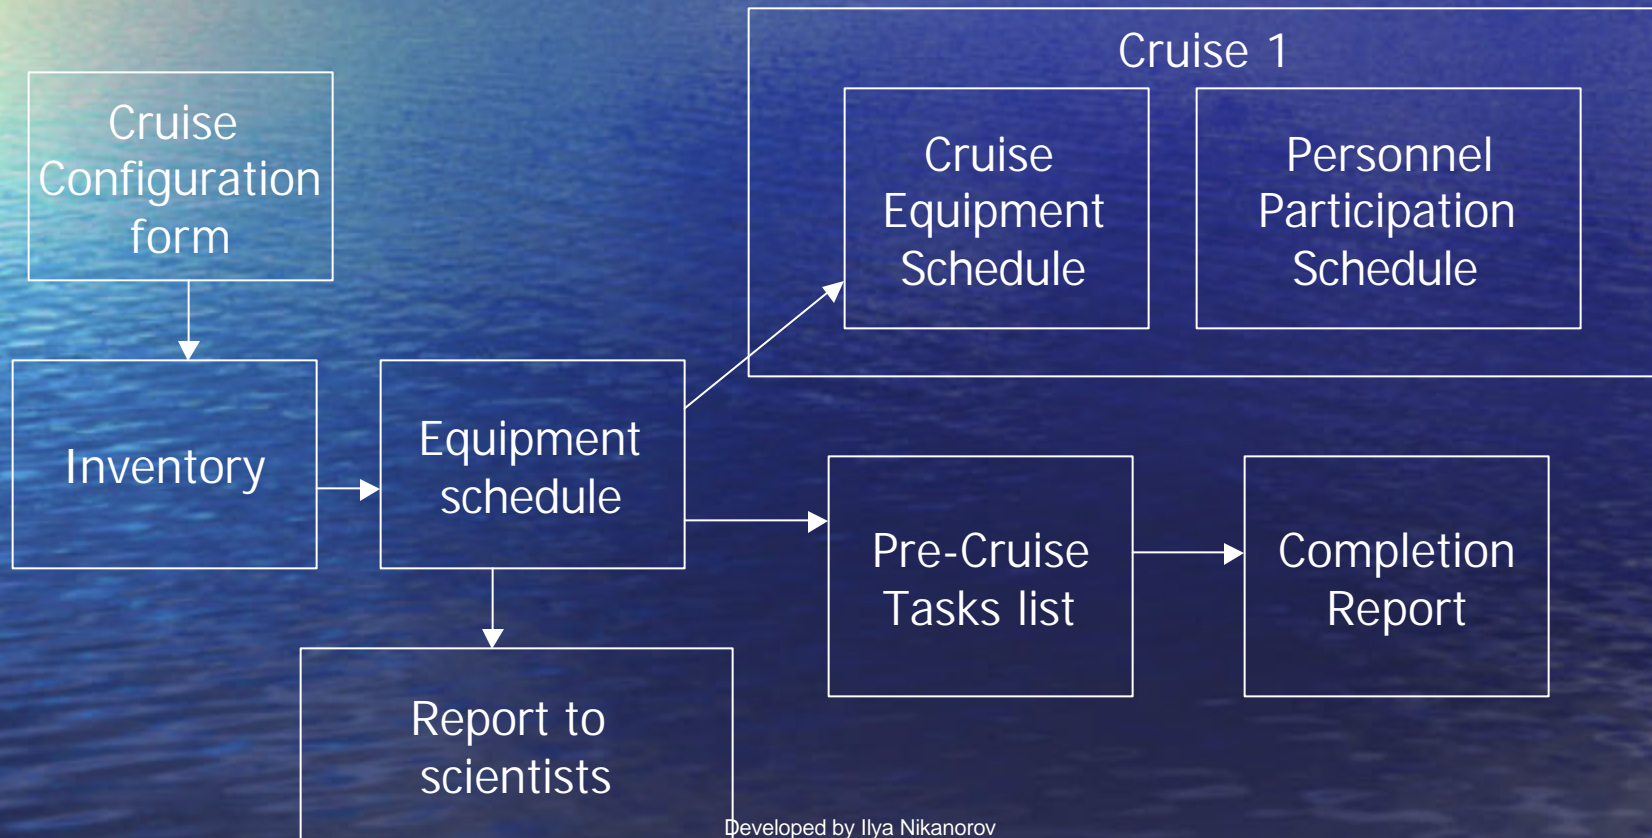 Cruise
Configuration
form
Inventory
Equipment
schedule
Report to
scientists
Cruise 1
Cruise
Equipment
Schedule
Personnel
Participation
Schedule
Pre-Cruise
Tasks list
Completion
Report
Developed by Ilya Nikanorov